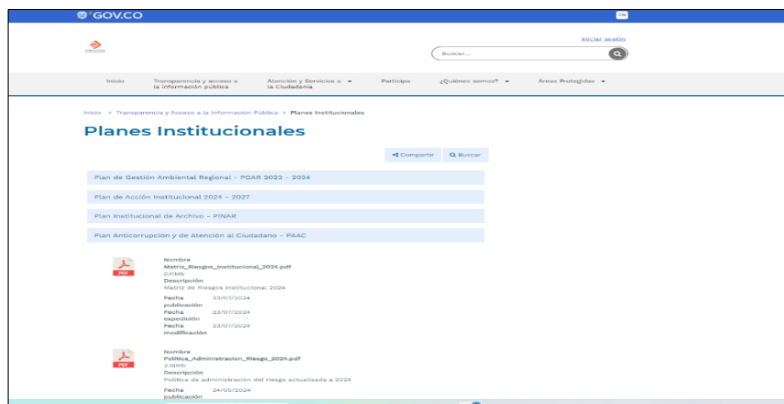 GOV.CO
EN
Iniciar sesión
Buscar...
Inicio
Transparencia y acceso a
la información pública
Atención y Servicios a
la Ciudadanía
Participa
¿Quiénes somos?
Áreas Protegidas
Inicio > Transparencia y Acceso a la Información Pública > Planes Institucionales
Planes Institucionales
Compartir
Buscar
Plan de Gestión Ambiental Regional - PGAR 2023 - 2024
Plan de Acción Institucional 2024 - 2027
Plan Institucional de Archivo - PINAR
Plan Anticorrupción y de Atención al Ciudadano - PAAC
PDF
Nombre
Matriz_Riesgos_Institucional_2024.pdf
Descripción
Matriz de Riesgos Institucional 2024
Fecha
publicación
23/07/2024
Fecha
expedición
23/07/2024
Fecha
modificación
23/07/2024
PDF
Nombre
Política_Administracion_Riesgo_2024.pdf
Descripción
Política de administración del riesgo actualizada a 2024
Fecha
publicación
24/05/2024